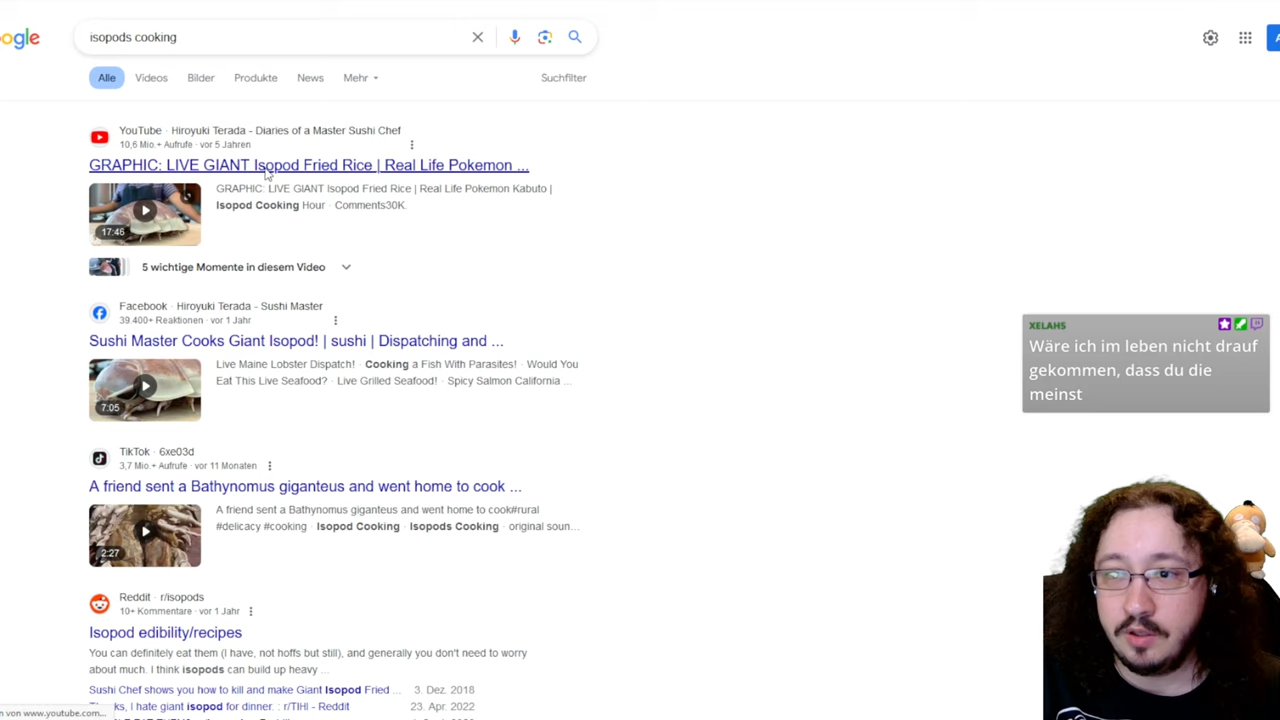 ogle
isopods cooking
Alle Videos Bilder Produkte News Mehr Suchfilter
YouTube · Hiroyuki Terada - Diaries of a Master Sushi Chef
10,6 Mio.+ Aufrufe · vor 5 Jahren
GRAPHIC: LIVE GIANT Isopod Fried Rice | Real Life Pokemon ...
GRAPHIC: LIVE GIANT Isopod Fried Rice | Real Life Pokemon Kabuto |
Isopod Cooking Hour · Comments30K.
17:46
5 wichtige Momente in diesem Video
Facebook · Hiroyuki Terada - Sushi Master
39.400+ Reaktionen · vor 1 Jahr
Sushi Master Cooks Giant Isopod! | sushi | Dispatching and ...
Live Maine Lobster Dispatch! · Cooking a Fish With Parasites! · Would You
Eat This Live Seafood? · Live Grilled Seafood! · Spicy Salmon California ...
7:05
TikTok · 6xe03d
3,7 Mio.+ Aufrufe · vor 11 Monaten
A friend sent a Bathynomus giganteus and went home to cook ...
A friend sent a Bathynomus giganteus and went home to cook#rural
#delicacy #cooking · Isopod Cooking · Isopods Cooking · original soun...
2:27
Reddit · r/isopods
10+ Kommentare · vor 1 Jahr
Isopod edibility/recipes
You can definitely eat them (I have, not hoffs but still), and generally you don't need to worry
about much. I think isopods can build up heavy ...
Sushi Chef shows you how to kill and make Giant Isopod Fried ... 3. Dez. 2018
ks, I hate giant isopod for dinner. : r/TIHI - Reddit 23. Apr. 2022
n von www.youtube.com...
XELAH5
Wäre ich im leben nicht drauf
gekommen, dass du die
meinst